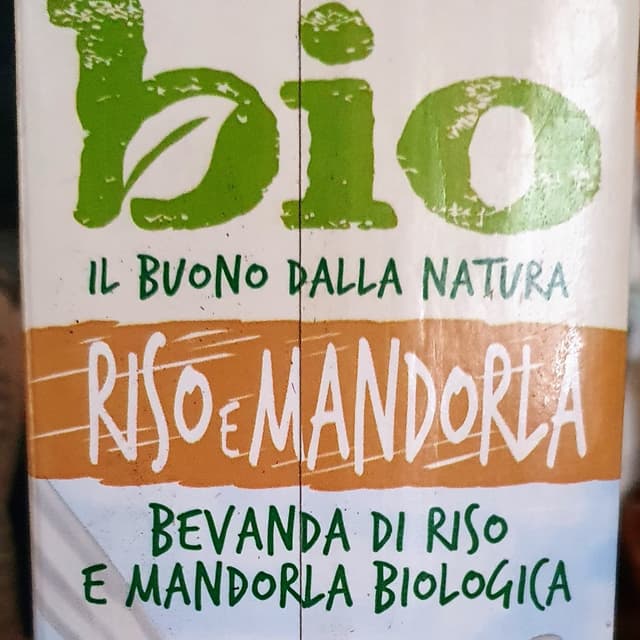 bio
IL BUONO DALLA NATURA
RISO E MANDORLA
BEVANDA DI RISO
E MANDORLA BIOLOGICA